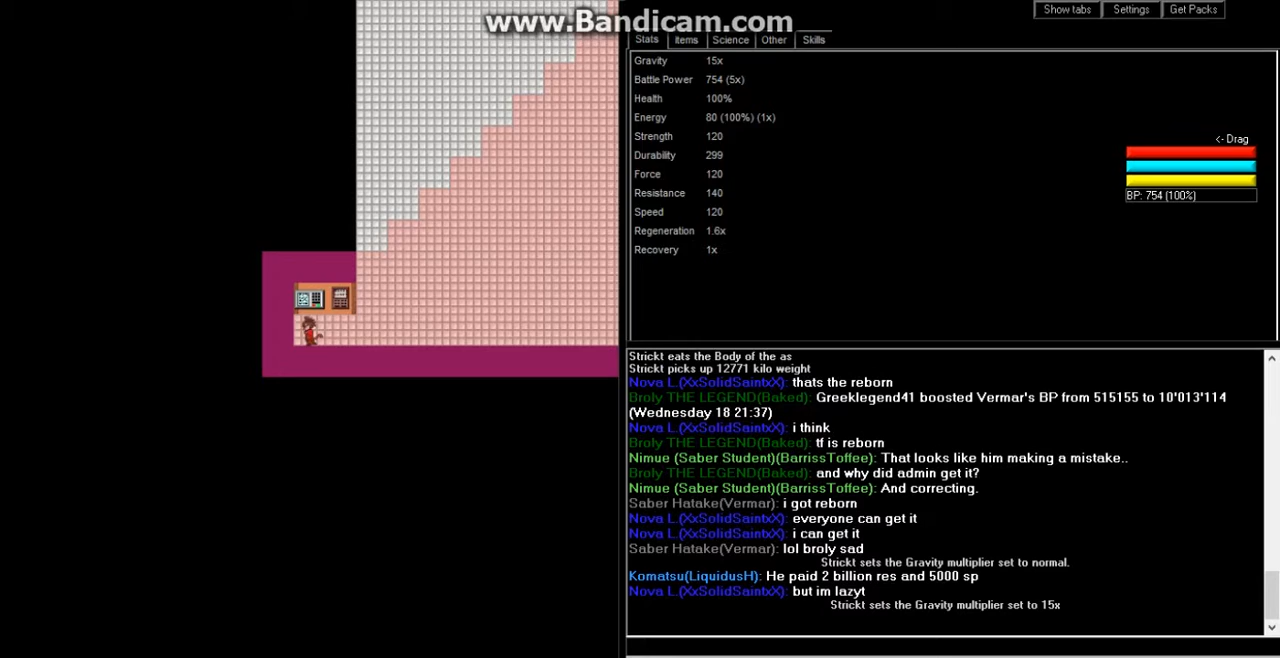 www.Bandicam.com
Show tabs Settings Get Packs
Stats Items Science Other Skills
Gravity 15x
Battle Power 754 (5x)
Health 100%
Energy 80 (100%) (1x)
Strength 120
Durability 299
Force 120
Resistance 140
Speed 120
Regeneration 1.6x
Recovery 1x
<- Drag
BP: 754 (100%)
Strickt eats the Body of the as
Strickt picks up 12771 kilo weight
Nova L.(XxSolidSaintxX): thats the reborn
Broly THE LEGEND(Baked): Greeklegend41 boosted Vermar's BP from 515155 to 10'013'114
(Wednesday 18 21:37)
Nova L.(XxSolidSaintxX): i think
Broly THE LEGEND(Baked): tf is reborn
Nimue (Saber Student)(BarrissToffee): That looks like him making a mistake..
Broly THE LEGEND(Baked): and why did admin get it?
Nimue (Saber Student)(BarrissToffee): And correcting.
Saber Hatake(Vermar): i got reborn
Nova L.(XxSolidSaintxX): everyone can get it
Nova L.(XxSolidSaintxX): i can get it
Saber Hatake(Vermar): lol broly sad
Strickt sets the Gravity multiplier set to normal.
Komatsu(LiquidusH): He paid 2 billion res and 5000 sp
Nova L.(XxSolidSaintxX): but im lazyt
Strickt sets the Gravity multiplier set to 15x